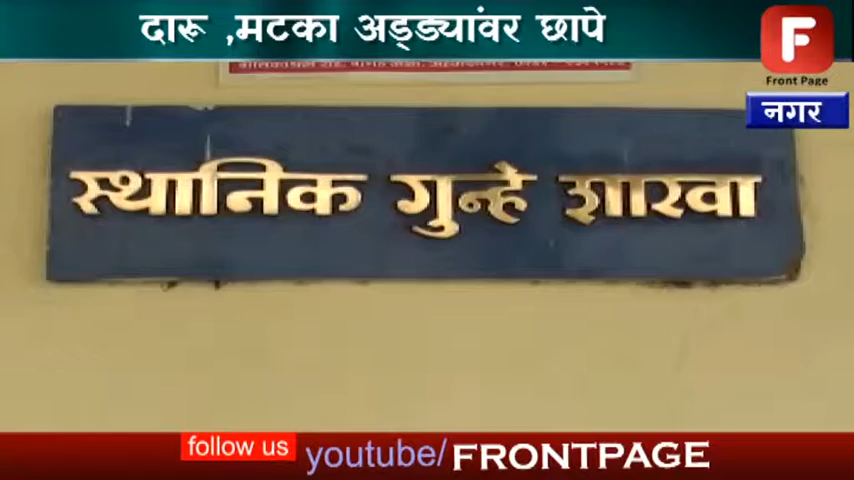 दारू ,मटका अड्ड्यांवर छापे
F
Front Page
नगर
स्थानिक गुन्हे शाखा
follow us
youtube/FRONTPAGE